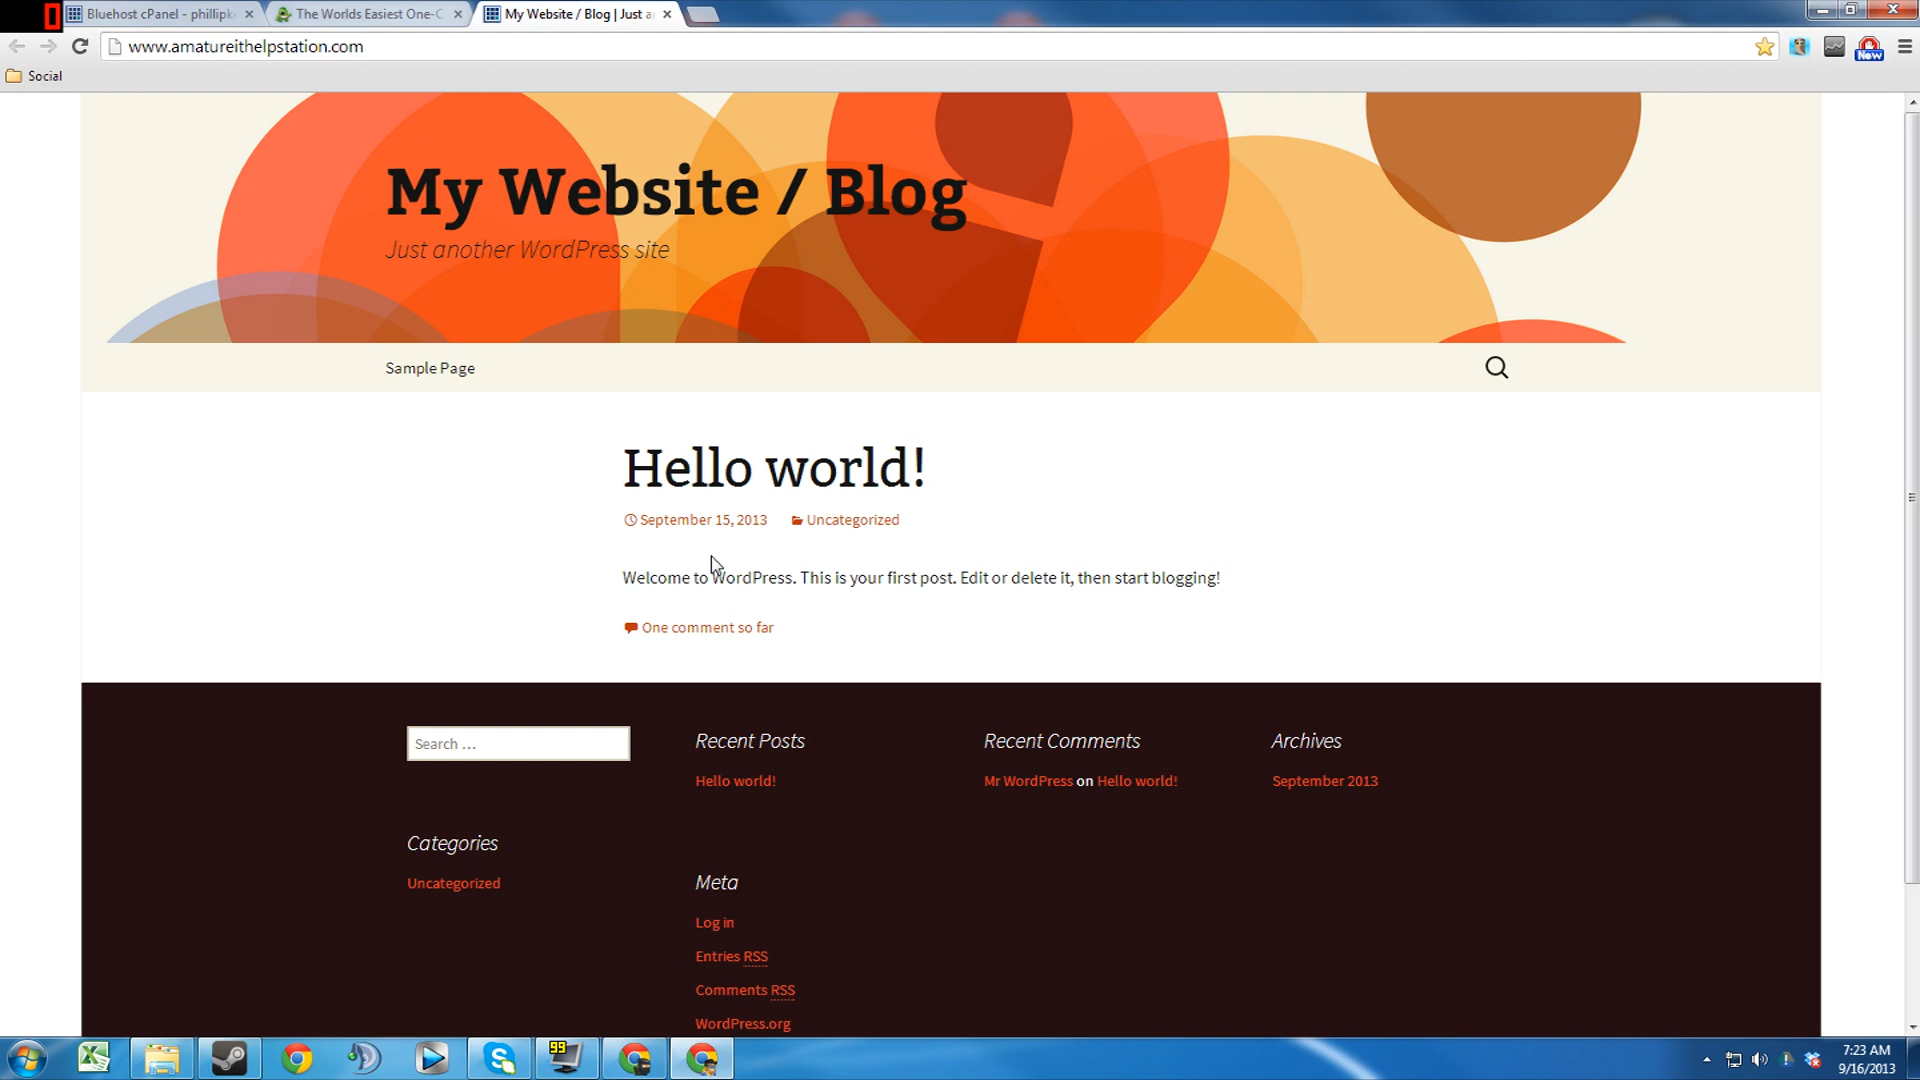 Bluehost cPanel - phillipk
The Worlds Easiest One-C
My Website / Blog | Just a
www.amatureithelpstation.com
New
Social
My Website / Blog
Just another WordPress site
Sample Page
Hello world!
September 15, 2013 Uncategorized
Welcome to WordPress. This is your first post. Edit or delete it, then start blogging!
One comment so far
Search ...
Recent Posts
Hello world!
Recent Comments
Mr WordPress on Hello world!
Archives
September 2013
Categories
Uncategorized
Meta
Log in
Entries RSS
Comments RSS
WordPress.org
99
7:23 AM
9/16/2013